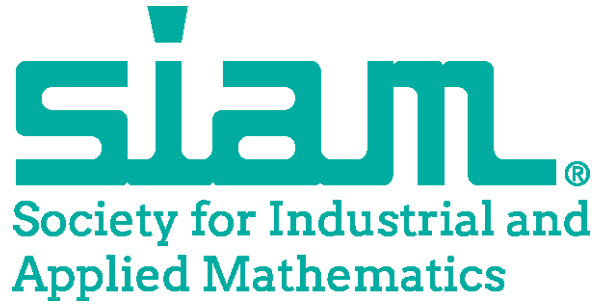 siam®
Society for Industrial and
Applied Mathematics